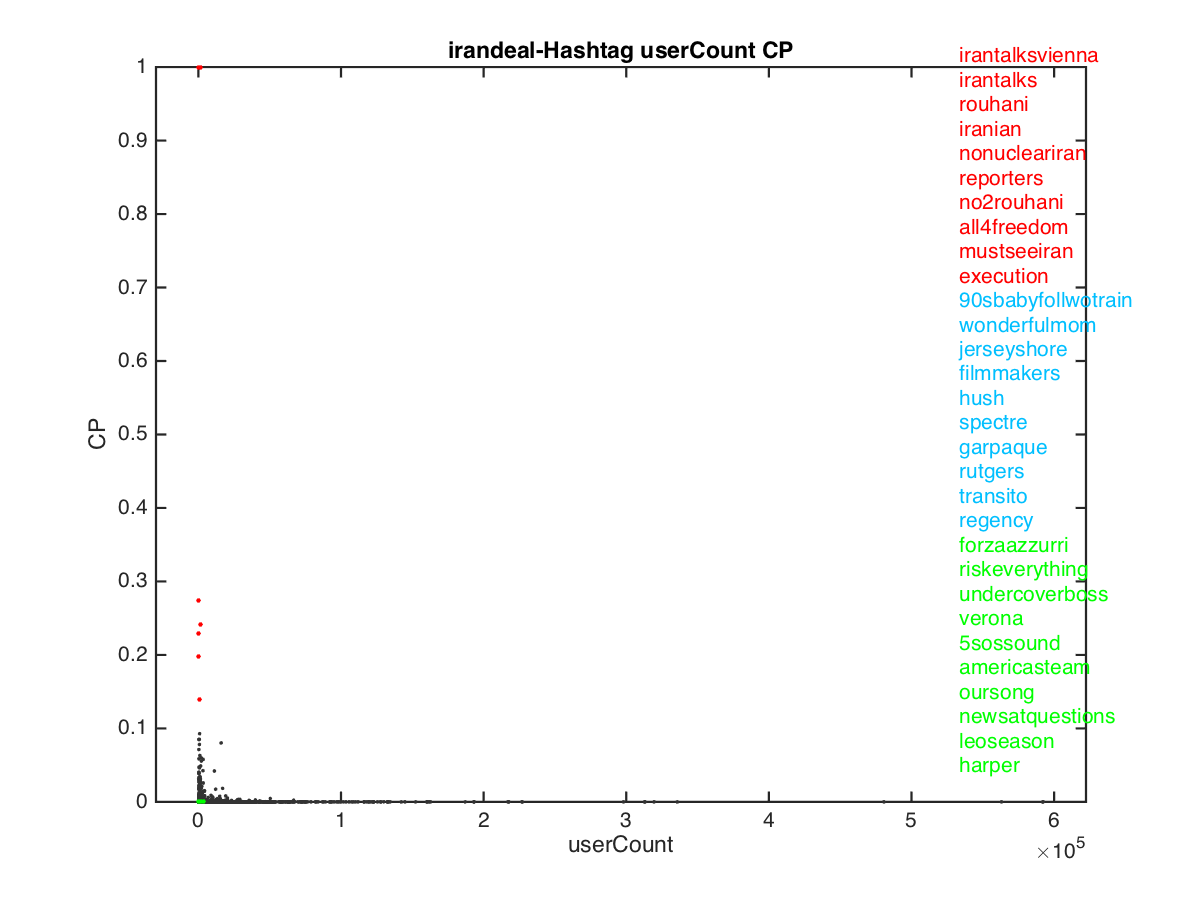 irandeal-Hashtag userCount CP
irantalksvienna
irantalks
rouhani
iranian
nonucleariran
reporters
no2rouhani
all4freedom
mustseeiran
execution
90sbabyfollwotrain
wonderfulmom
jerseyshore
filmmakers
hush
spectre
garpaque
rutgers
transito
regency
forzaazzurri
riskeverything
undercoverboss
verona
5sossound
americasteam
oursong
newsatquestions
leoseason
harper
CP
1
0.9
0.8
0.7
0.6
0.5
0.4
0.3
0.2
0.1
0
0 1 2 3 4 5 6
userCount
×10⁵